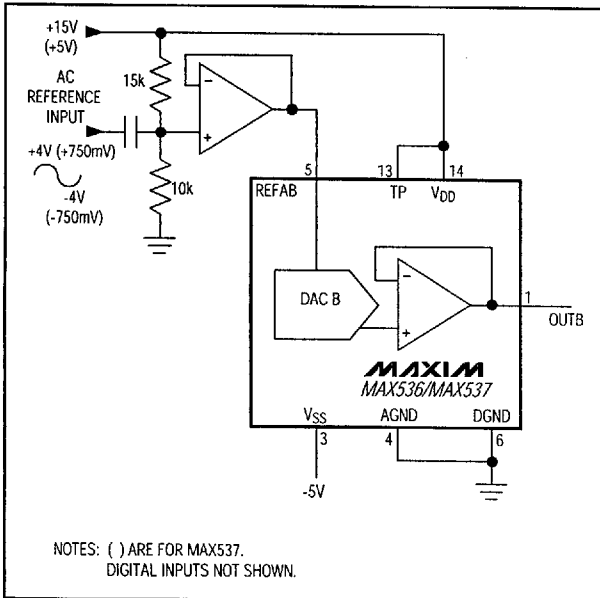 +15V
(+5V)
15k
AC
REFERENCE
INPUT
-
+
+4V (+750mV)
-4V
(-750mV)
10k
5
13
14
REFAB
TP
VDD
DAC B
-
+
1
OUTB
MAXIM
MAX536/MAX537
VSS
AGND
DGND
3
4
6
-5V
NOTES: ( ) ARE FOR MAX537.
DIGITAL INPUTS NOT SHOWN.